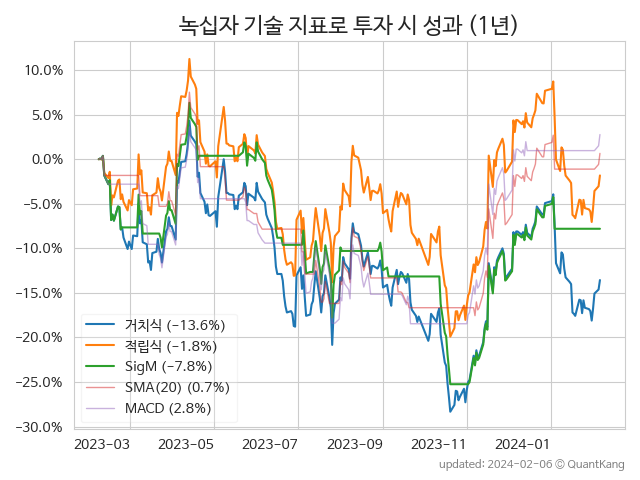 녹십자 기술 지표로 투자 시 성과 (1년)
10.0%
5.0%
0.0%
−5.0%
−10.0%
−15.0%
−20.0%
−25.0%
−30.0%
거치식 (−13.6%)
적립식 (−1.8%)
SigM (−7.8%)
SMA(20) (0.7%)
MACD (2.8%)
2023-03 2023-05 2023-07 2023-09 2023-11 2024-01
updated: 2024-02-06 © QuantKang